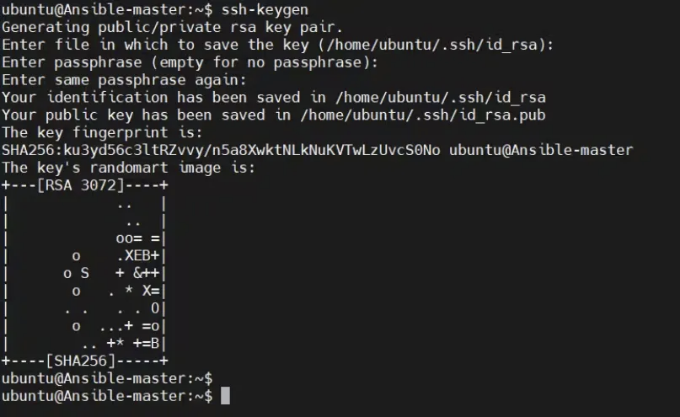 ubuntu@Ansible-master:~$ ssh-keygen
Generating public/private rsa key pair.
Enter file in which to save the key (/home/ubuntu/.ssh/id_rsa):
Enter passphrase (empty for no passphrase):
Enter same passphrase again:
Your identification has been saved in /home/ubuntu/.ssh/id_rsa
Your public key has been saved in /home/ubuntu/.ssh/id_rsa.pub
The key fingerprint is:
SHA256:ku3yd56c3ltRZvvy/n5a8XwktNLkNuKVTwLzUvcS0No ubuntu@Ansible-master
The key's randomart image is:
+---[RSA 3072]----+
|             ..   |
|              ..  |
|             oo= =|
|        o    .XEB+|
|       o S   + &++|
|        o   . * X=|
|       . .   . . O|
|        o  ...+ =o|
|         .. +* +=B|
+----[SHA256]-----+
ubuntu@Ansible-master:~$
ubuntu@Ansible-master:~$